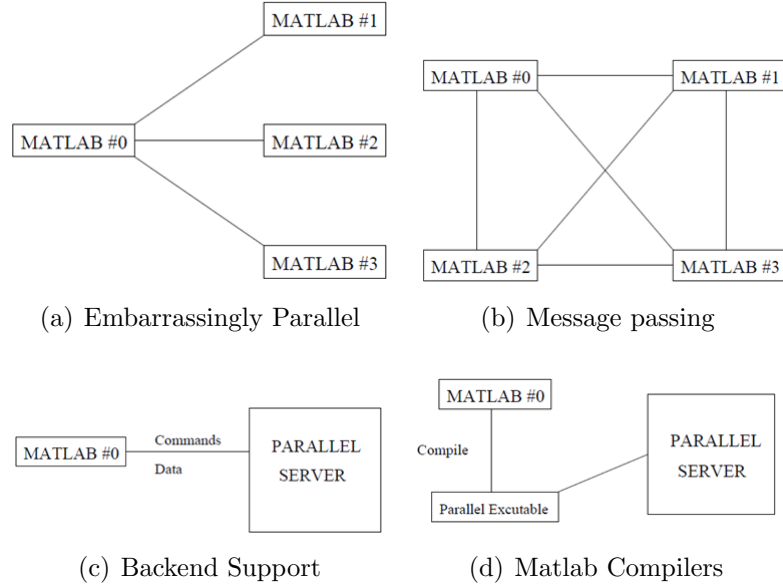 MATLAB #1
MATLAB #0
MATLAB #2
MATLAB #3
(a) Embarrassingly Parallel
MATLAB #0
MATLAB #1
MATLAB #2
MATLAB #3
(b) Message passing
MATLAB #0
Commands
Data
PARALLEL
SERVER
(c) Backend Support
MATLAB #0
Compile
Parallel Excutable
PARALLEL
SERVER
(d) Matlab Compilers